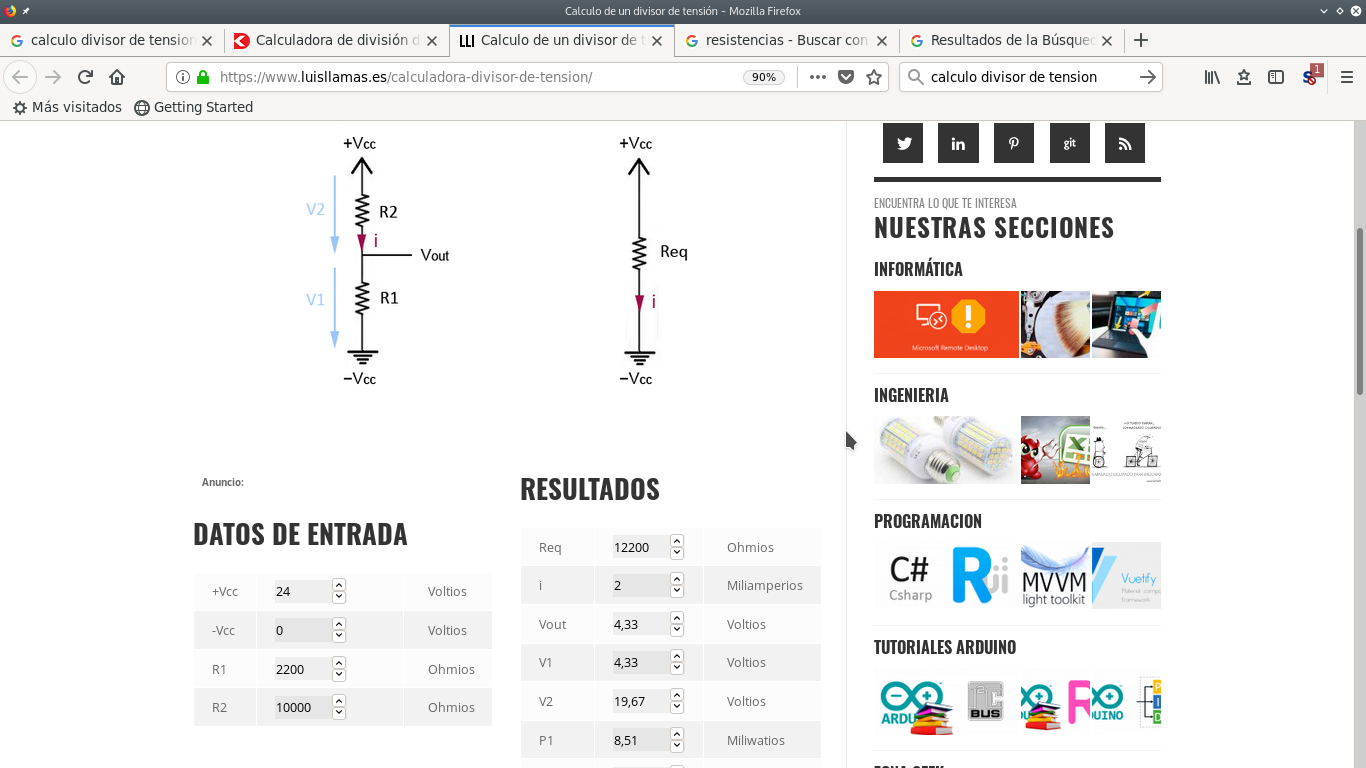 Calculo de un divisor de tensión - Mozilla Firefox
calculo divisor de tension
Calculadora de división d
Calculo de un divisor de t
resistencias - Buscar con
Resultados de la Búsque
https://www.luisllamas.es/calculadora-divisor-de-tension/
90%
calculo divisor de tension
1
Más visitados
Getting Started
+Vcc
V2
R2
i
Vout
V1
R1
−Vcc
+Vcc
Req
i
−Vcc
Anuncio:
DATOS DE ENTRADA
+Vcc 24 Voltios
-Vcc 0 Voltios
R1 2200 Ohmios
R2 10000 Ohmios
RESULTADOS
Req 12200 Ohmios
i 2 Miliamperios
Vout 4,33 Voltios
V1 4,33 Voltios
V2 19,67 Voltios
P1 8,51 Miliwatios
in
git
ENCUENTRA LO QUE TE INTERESA
NUESTRAS SECCIONES
INFORMÁTICA
Microsoft Remote Desktop
INGENIERIA
PROGRAMACION
C#
Csharp
MVVM
light toolkit
Vuetify
TUTORIALES ARDUINO
BUS